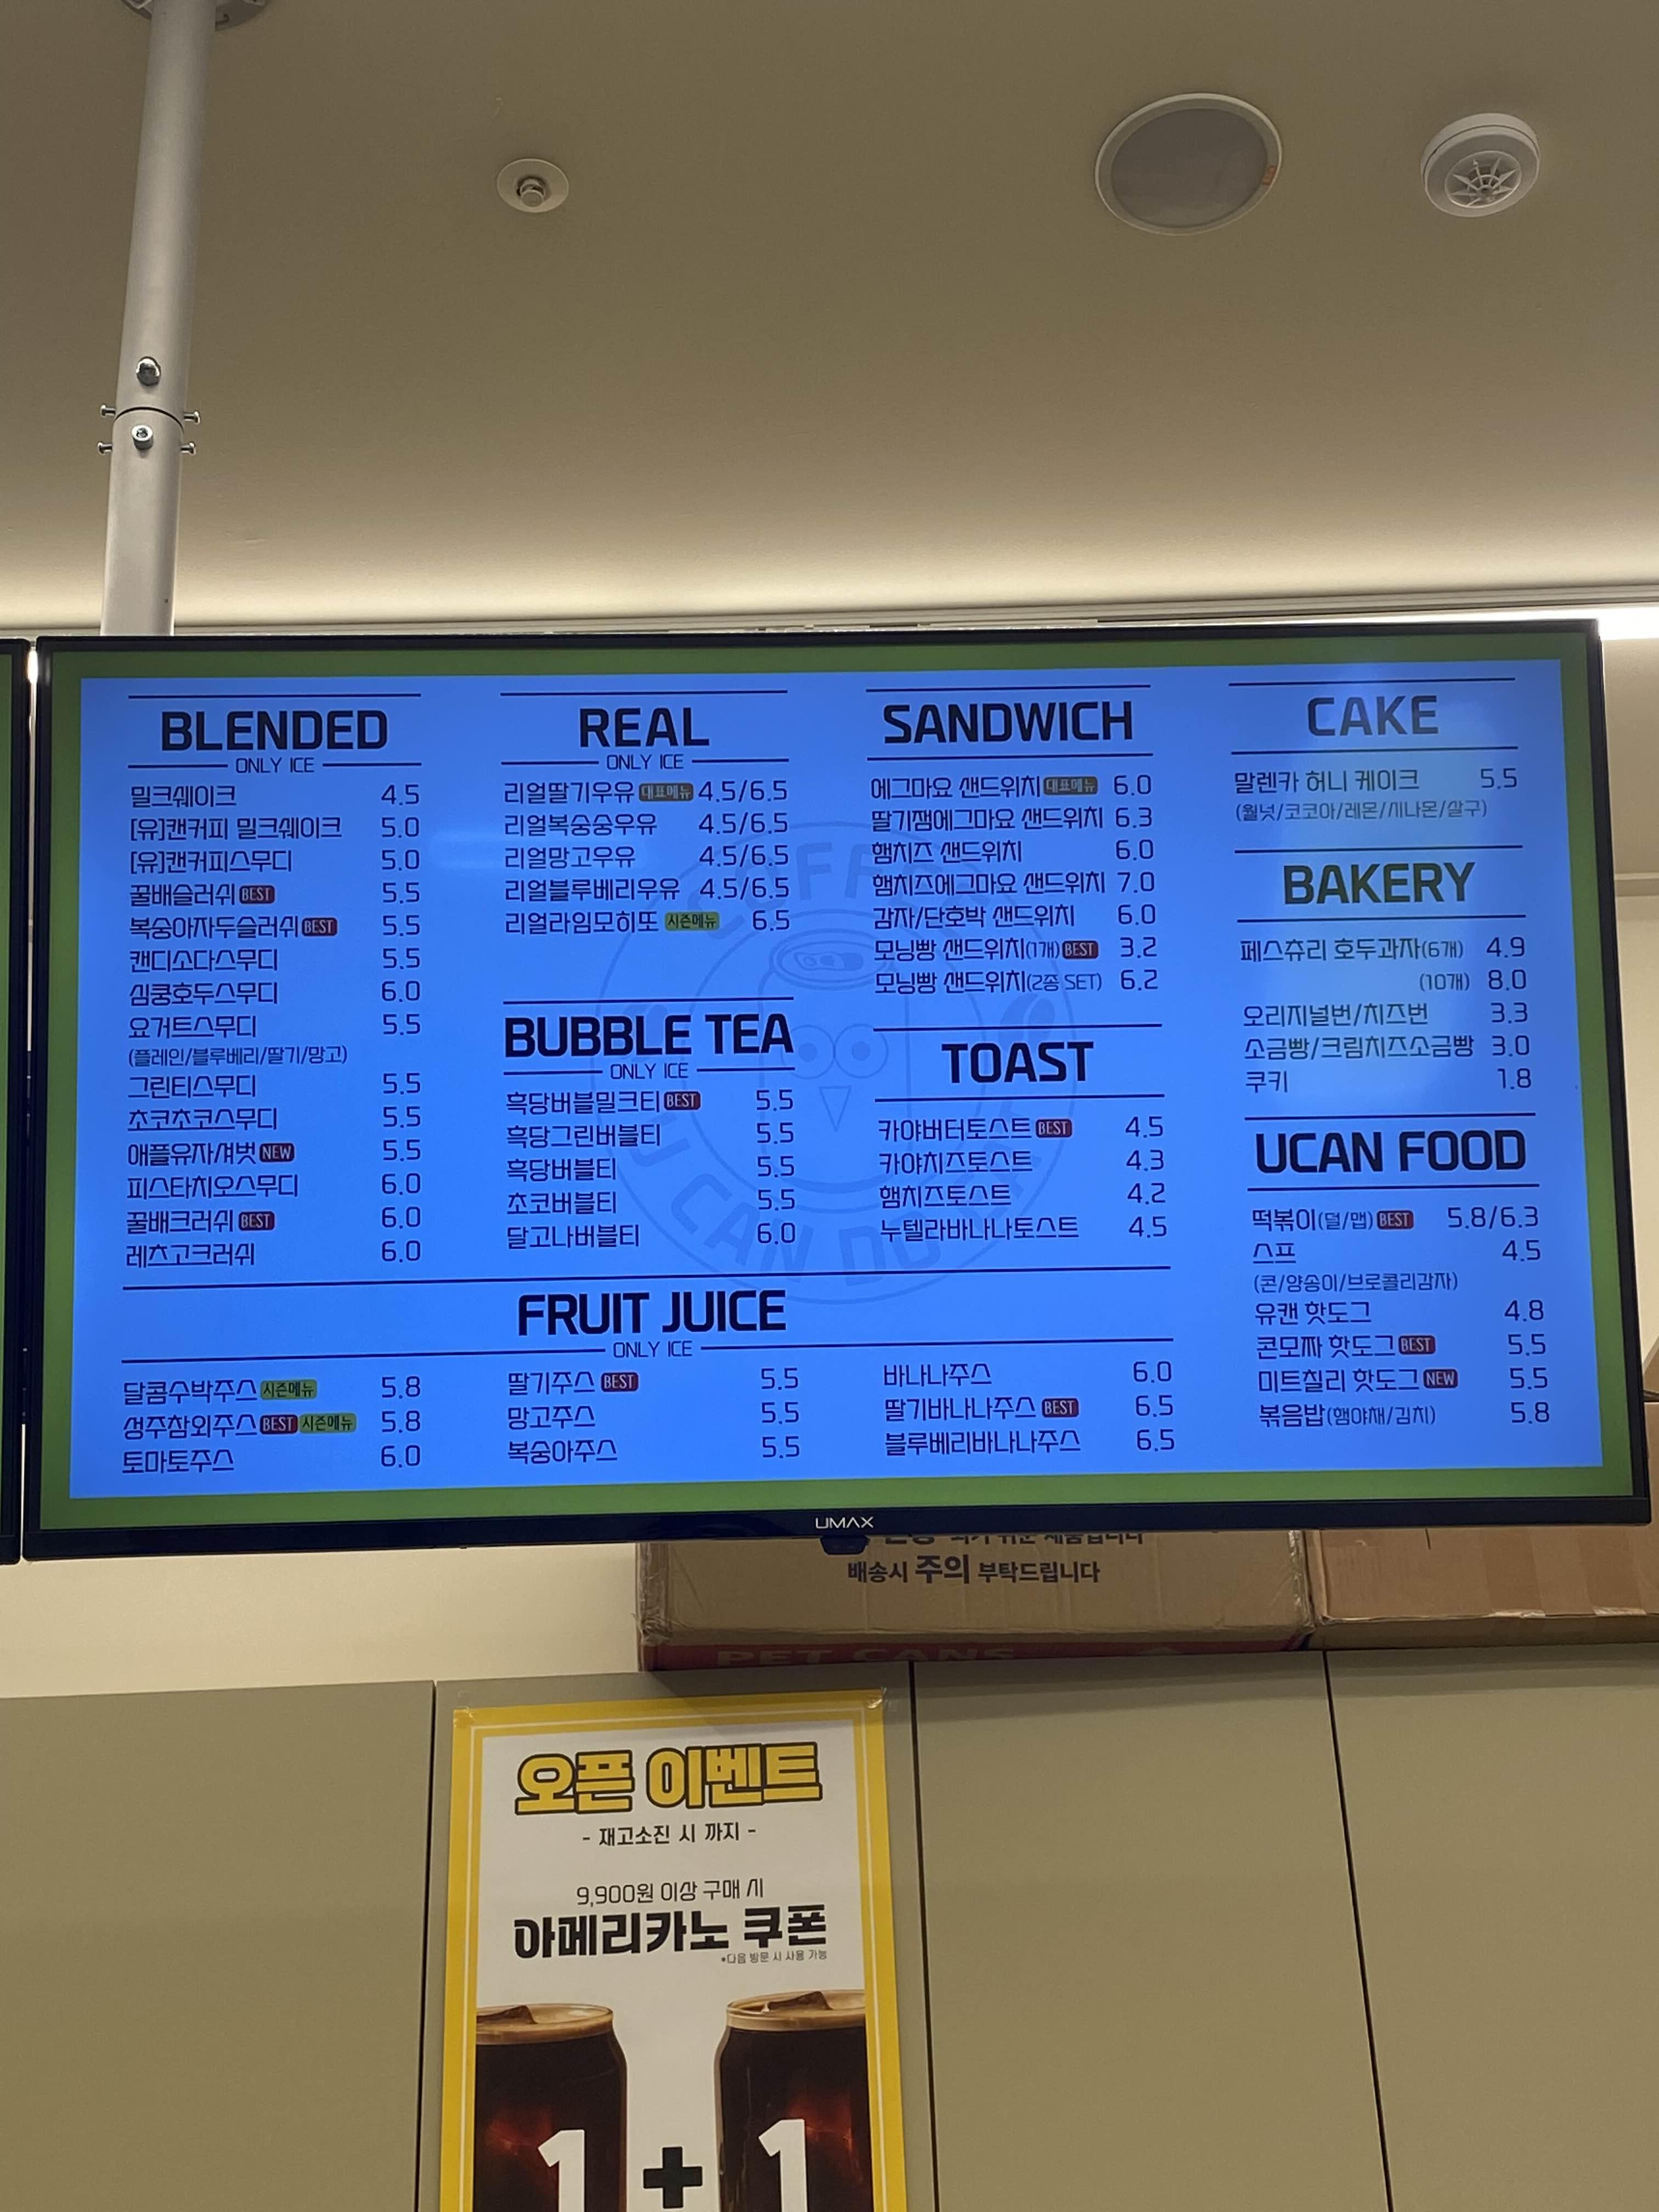 BLENDED
ONLY ICE
밀크쉐이크 4.5
[유]캔커피 밀크쉐이크 5.0
[유]캔커피스무디 5.0
꿀배슬러쉬 BEST 5.5
복숭아자두슬러쉬 BEST 5.5
캔디소다스무디 5.5
심쿵호두스무디 6.0
요거트스무디 5.5
(플레인/블루베리/딸기/망고)
그린티스무디 5.5
초코초코스무디 5.5
애플유자샤벳 NEW 5.5
피스타치오스무디 6.0
꿀배크러쉬 BEST 6.0
레츠고크러쉬 6.0
REAL
ONLY ICE
리얼딸기우유 대표메뉴 4.5/6.5
리얼복숭숭우유 4.5/6.5
리얼망고우유 4.5/6.5
리얼블루베리우유 4.5/6.5
리얼라임모히또 시즌메뉴 6.5
BUBBLE TEA
ONLY ICE
흑당버블밀크티 BEST 5.5
흑당그린버블티 5.5
흑당버블티 5.5
초코버블티 5.5
달고나버블티 6.0
SANDWICH
에그마요 샌드위치 대표메뉴 6.0
딸기잼에그마요 샌드위치 6.3
햄치즈 샌드위치 6.0
햄치즈에그마요 샌드위치 7.0
감자/단호박 샌드위치 6.0
모닝빵 샌드위치(1개) BEST 3.2
모닝빵 샌드위치(2종 SET) 6.2
TOAST
카야버터토스트 BEST 4.5
카야치즈토스트 4.3
햄치즈토스트 4.2
누텔라바나나토스트 4.5
FRUIT JUICE
ONLY ICE
달콤수박주스 시즌메뉴 5.8
성주참외주스 BEST 시즌메뉴 5.8
토마토주스 6.0
딸기주스 BEST 5.5
망고주스 5.5
복숭아주스 5.5
바나나주스 6.0
딸기바나나주스 BEST 6.5
블루베리바나나주스 6.5
CAKE
말렌카 허니 케이크 5.5
(월넛/코코아/레몬/시나몬/살구)
BAKERY
페스츄리 호두과자(6개) 4.9
(10개) 8.0
오리지널번/치즈번 3.3
소금빵/크림치즈소금빵 3.0
쿠키 1.8
UCAN FOOD
떡볶이(덜/맵) BEST 5.8/6.3
스프 4.5
(콘/양송이/브로콜리감자)
유캔 핫도그 4.8
콘모짜 핫도그 BEST 5.5
미트칠리 핫도그 NEW 5.5
볶음밥(햄야채/김치) 5.8
COFFEE
U CAN DU IT
UMAX
배송시 주의 부탁드립니다
PET CANS
오픈 이벤트
- 재고소진 시 까지 -
9,900원 이상 구매 시
아메리카노 쿠폰
*다음 방문 시 사용 가능
1+1